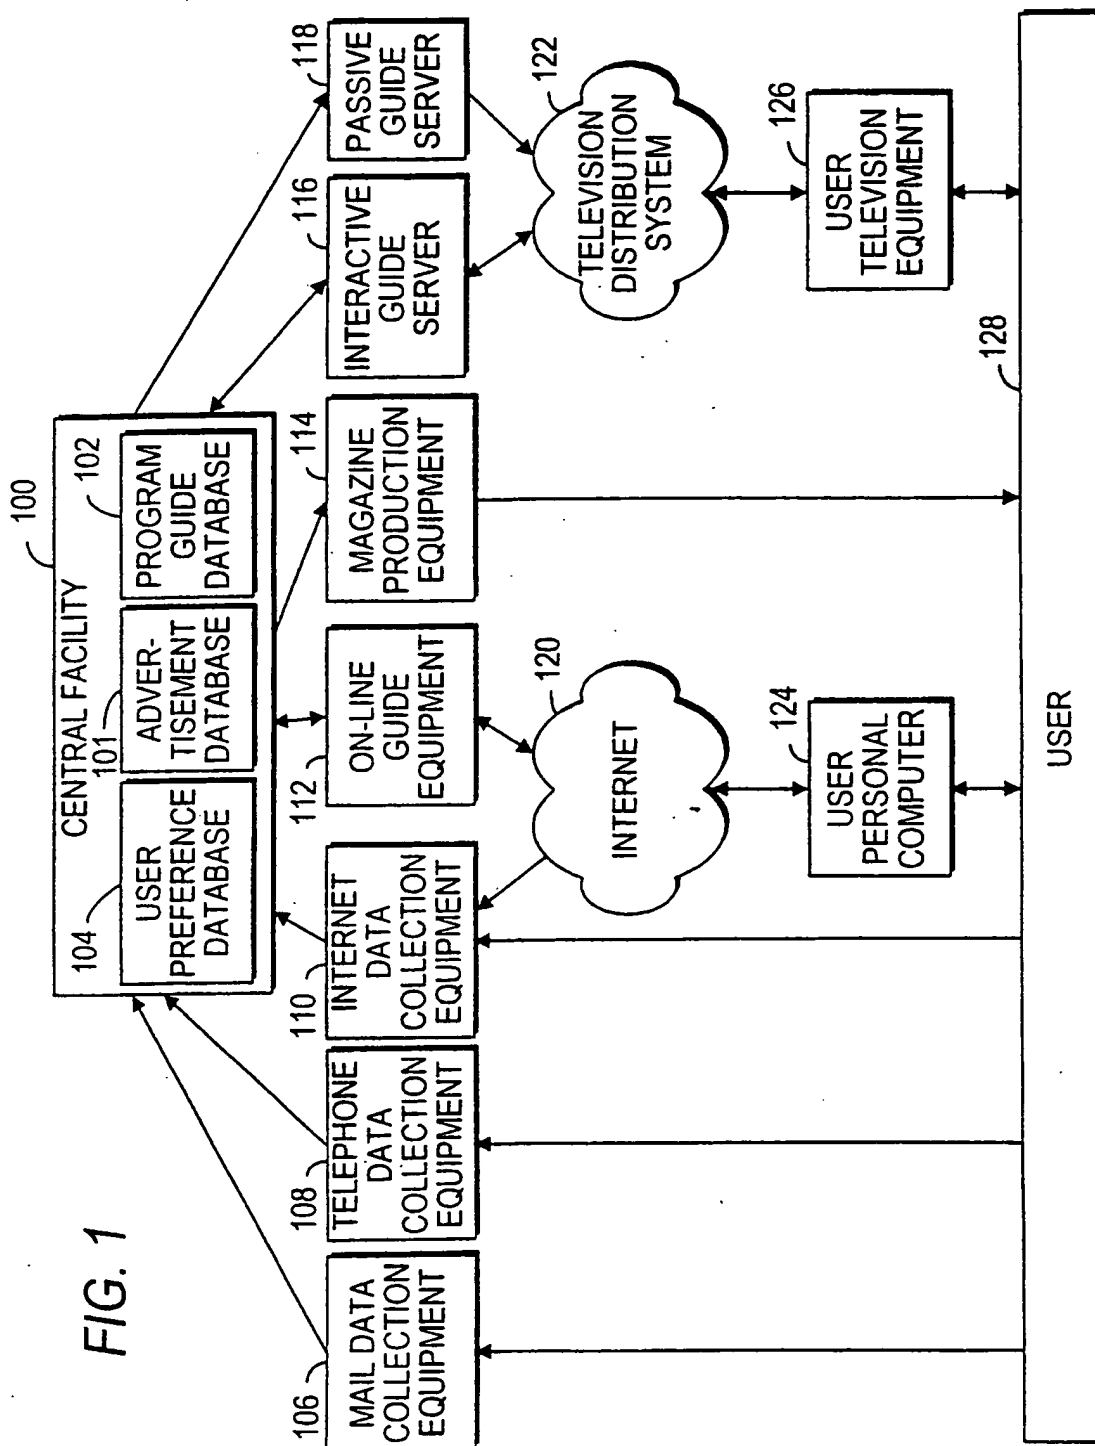 FIG. 1
100
CENTRAL FACILITY
104
101
102
USER
PREFERENCE
DATABASE
ADVER-
TISEMENT
DATABASE
PROGRAM
GUIDE
DATABASE
106
MAIL DATA
COLLECTION
EQUIPMENT
108
TELEPHONE
DATA
COLLECTION
EQUIPMENT
110
INTERNET
DATA
COLLECTION
EQUIPMENT
112
ON-LINE
GUIDE
EQUIPMENT
114
MAGAZINE
PRODUCTION
EQUIPMENT
116
INTERACTIVE
GUIDE
SERVER
118
PASSIVE
GUIDE
SERVER
120
INTERNET
122
TELEVISION
DISTRIBUTION
SYSTEM
124
USER
PERSONAL
COMPUTER
126
USER
TELEVISION
EQUIPMENT
128
USER